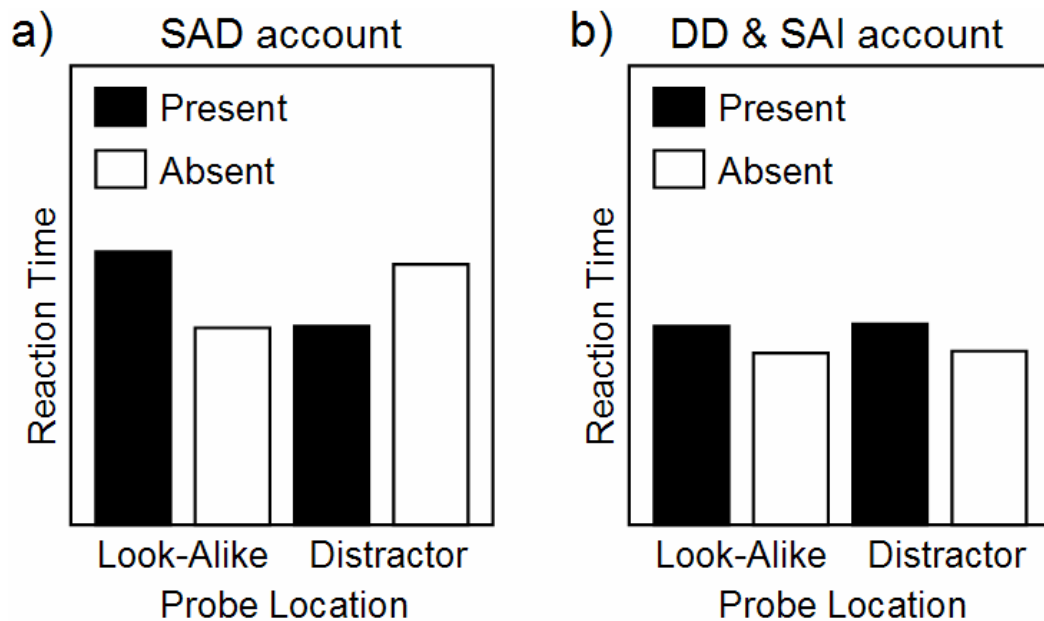 a) SAD account
Present
Absent
Reaction Time
Look-Alike Distractor
Probe Location
b) DD & SAI account
Present
Absent
Reaction Time
Look-Alike Distractor
Probe Location